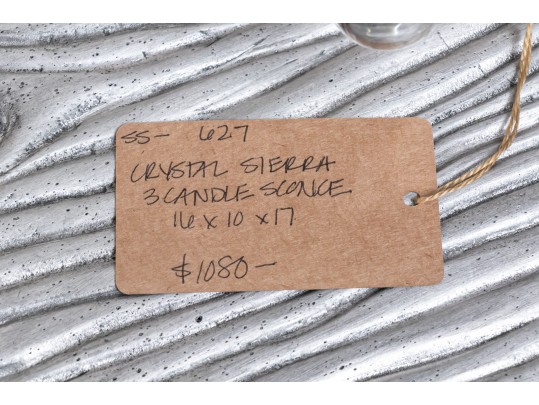 SS- 627
CRYSTAL SIERRA
3 CANDLE SCONCE
16 x 10 x 17
$1080-